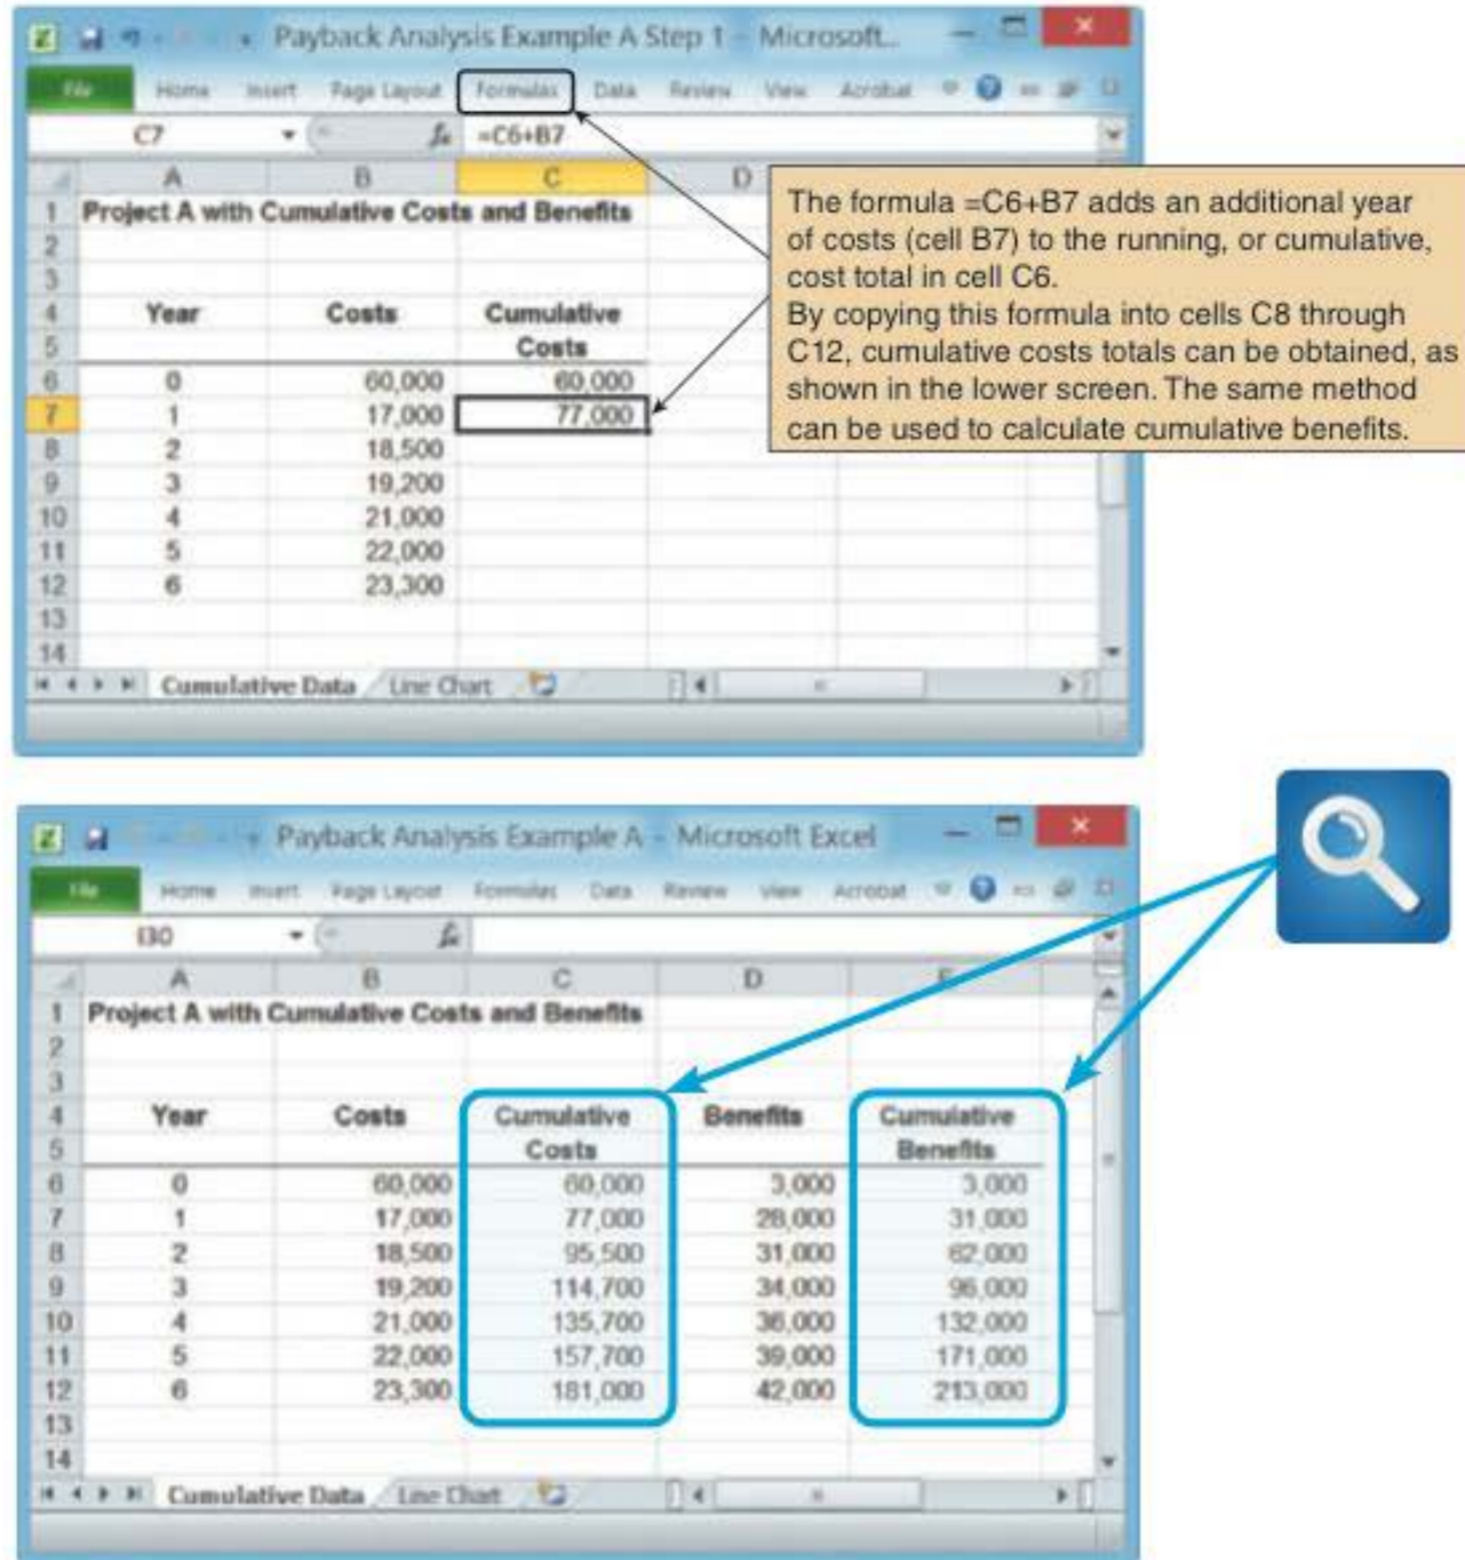 Payback Analysis Example A Step 1 - Microsoft...
File Home Insert Page Layout Formulas Data Review View Acrobat
C7 fx =C6+B7
A B C D
1 Project A with Cumulative Costs and Benefits
2
3
4 Year Costs Cumulative
5 Costs
6 0 60,000 60,000
7 1 17,000 77,000
8 2 18,500
9 3 19,200
10 4 21,000
11 5 22,000
12 6 23,300
13
14
Cumulative Data Line Chart
The formula =C6+B7 adds an additional year
of costs (cell B7) to the running, or cumulative,
cost total in cell C6.
By copying this formula into cells C8 through
C12, cumulative costs totals can be obtained, as
shown in the lower screen. The same method
can be used to calculate cumulative benefits.
Payback Analysis Example A - Microsoft Excel
File Home Insert Page Layout Formulas Data Review View Acrobat
I30 fx
A B C D E
1 Project A with Cumulative Costs and Benefits
2
3
4 Year Costs Cumulative Benefits Cumulative
5 Costs Benefits
6 0 60,000 60,000 3,000 3,000
7 1 17,000 77,000 28,000 31,000
8 2 18,500 95,500 31,000 62,000
9 3 19,200 114,700 34,000 96,000
10 4 21,000 135,700 36,000 132,000
11 5 22,000 157,700 39,000 171,000
12 6 23,300 181,000 42,000 213,000
13
14
Cumulative Data Line Chart